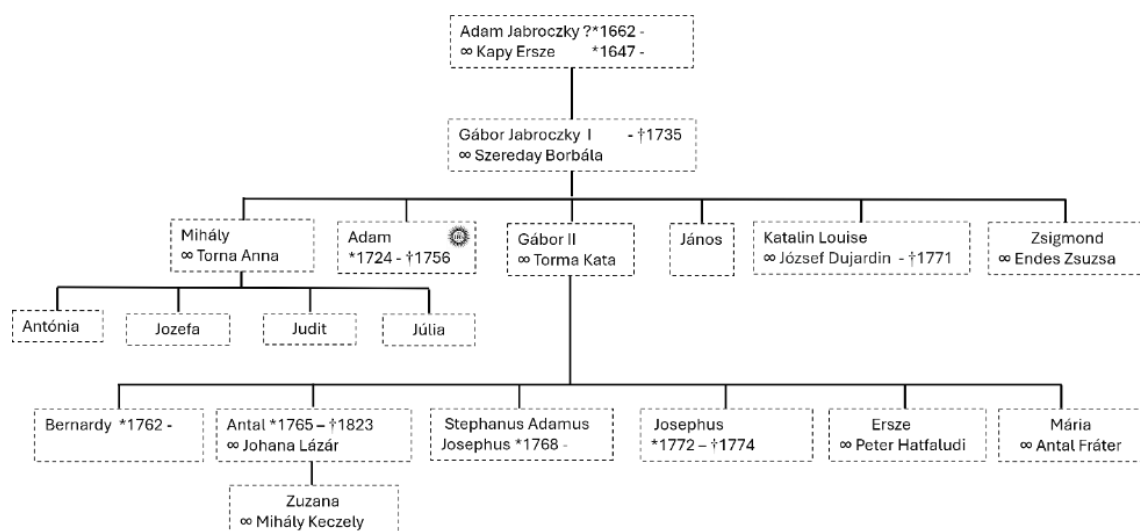 Adam Jabroczky ?*1662 -
∞ Kapy Ersze *1647 -
Gábor Jabroczky I - †1735
∞ Szereday Borbála
Mihály
∞ Torna Anna
Adam
*1724 - †1756
Gábor II
∞ Torma Kata
János
Katalin Louise
∞ József Dujardin - †1771
Zsigmond
∞ Endes Zsuzsa
Antónia
Jozefa
Judit
Júlia
Bernardy *1762 -
Antal *1765 – †1823
∞ Johana Lázár
Stephanus Adamus
Josephus *1768 -
Josephus
*1772 – †1774
Ersze
∞ Peter Hatfaludi
Mária
∞ Antal Fráter
Zuzana
∞ Mihály Keczely